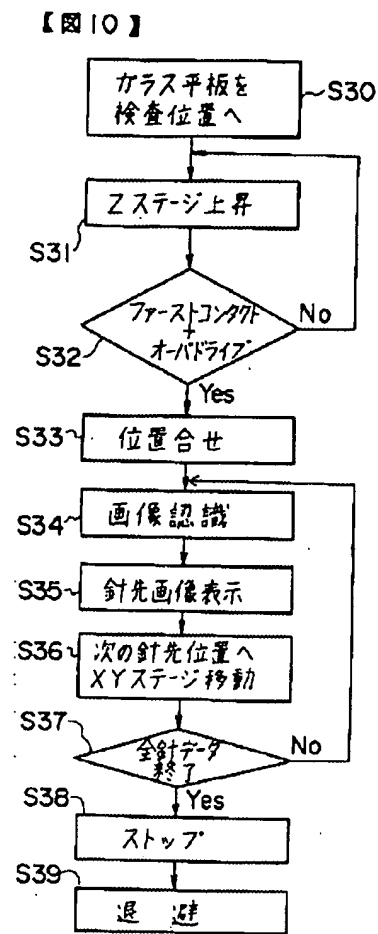 【図10】
ガラス平板を
検査位置へ
S30
Zステージ上昇
S31
ファーストコンタクト
+
オーバドライブ
No
S32
Yes
S33
位置合せ
S34
画像認識
S35
針先画像表示
S36
次の針先位置へ
XYステージ移動
S37
全針データ
終了
No
S38
Yes
ストップ
S39
退避